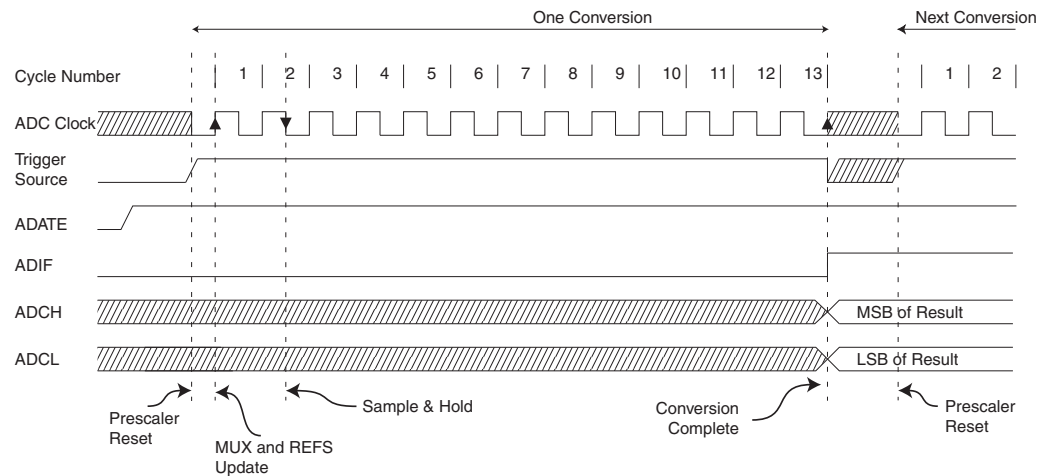 One Conversion
Next Conversion
Cycle Number
1 2 3 4 5 6 7 8 9 10 11 12 13 1 2
ADC Clock
Trigger
Source
ADATE
ADIF
ADCH
MSB of Result
ADCL
LSB of Result
Prescaler
Reset
MUX and REFS
Update
Sample & Hold
Conversion
Complete
Prescaler
Reset